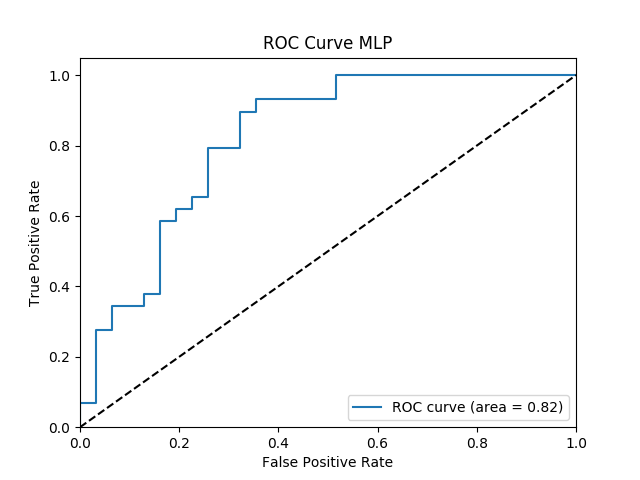 ROC Curve MLP
True Positive Rate
1.0
0.8
0.6
0.4
0.2
0.0
ROC curve (area = 0.82)
0.0 0.2 0.4 0.6 0.8 1.0
False Positive Rate